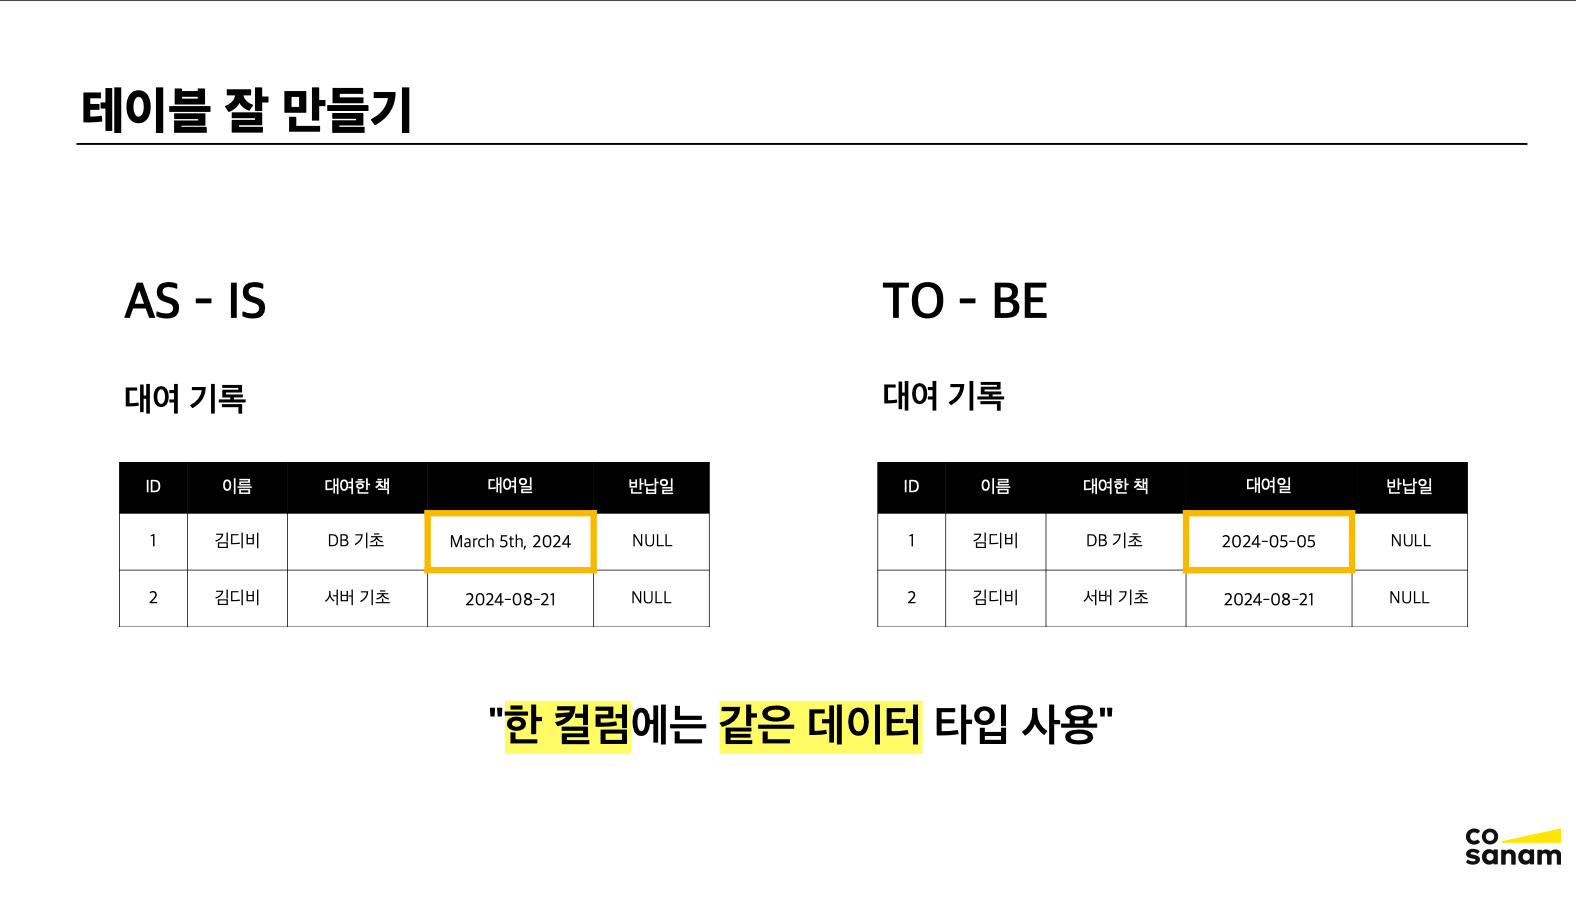 테이블 잘 만들기
AS - IS
대여 기록
ID 이름 대여한 책 대여일 반납일
1 김디비 DB 기초 March 5th, 2024 NULL
2 김디비 서버 기초 2024-08-21 NULL
TO - BE
대여 기록
ID 이름 대여한 책 대여일 반납일
1 김디비 DB 기초 2024-05-05 NULL
2 김디비 서버 기초 2024-08-21 NULL
"한 컬럼에는 같은 데이터 타입 사용"
co
sanam